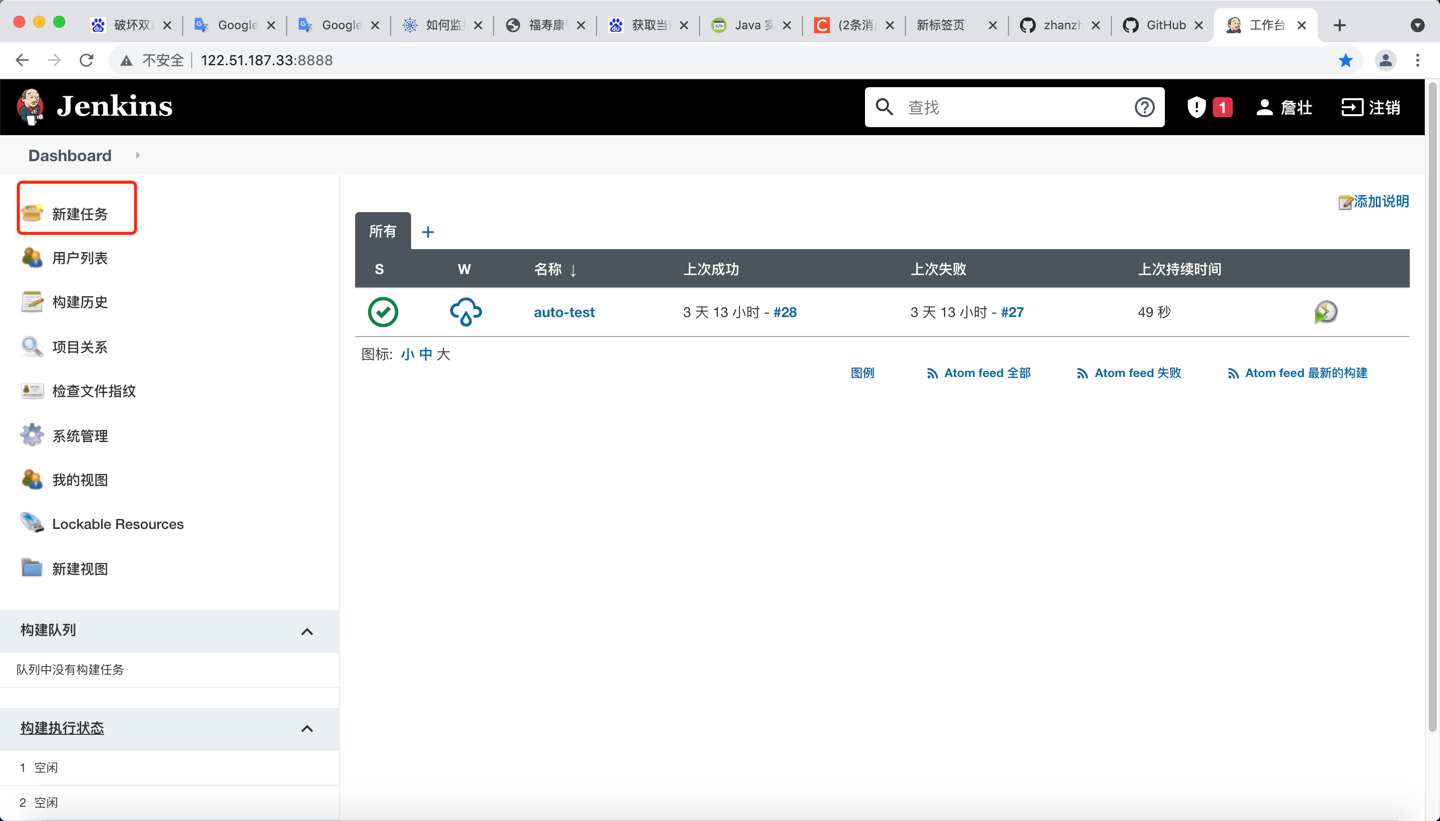 破坏双
Google
Google
如何监
福寿康
获取当
Java 实
(2条消
新标签页
zhanzh
GitHub
工作台
不安全
122.51.187.33:8888
Jenkins
查找
1
詹壮
注销
Dashboard
新建任务
用户列表
构建历史
项目关系
检查文件指纹
系统管理
我的视图
Lockable Resources
新建视图
构建队列
队列中没有构建任务
构建执行状态
1 空闲
2 空闲
添加说明
所有 +
S W 名称 ↓ 上次成功 上次失败 上次持续时间
auto-test 3 天 13 小时 - #28 3 天 13 小时 - #27 49 秒
图标: 小 中 大
图例 Atom feed 全部 Atom feed 失败 Atom feed 最新的构建